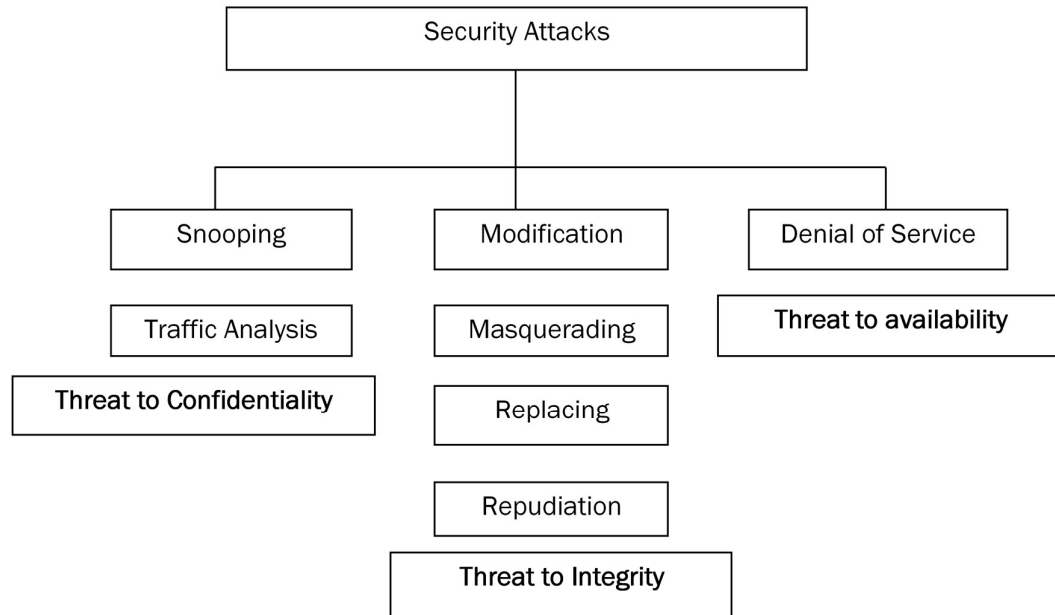 Security Attacks
Snooping
Modification
Denial of Service
Traffic Analysis
Masquerading
Threat to availability
Threat to Confidentiality
Replacing
Repudiation
Threat to Integrity